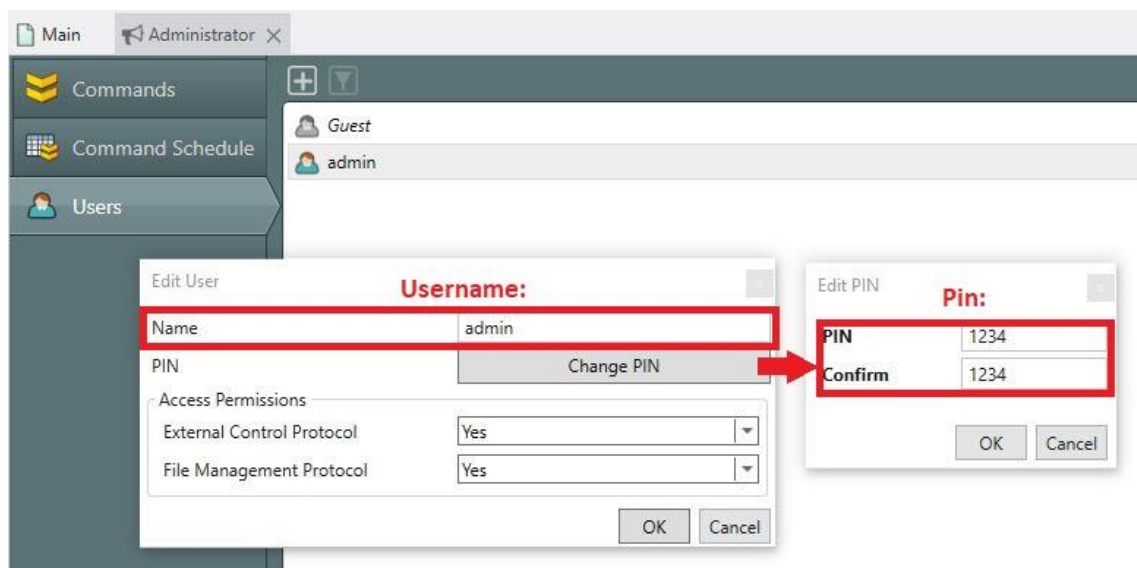 Main
Administrator
Commands
Command Schedule
Users
Guest
admin
Edit User
Username:
Name admin
PIN Change PIN
Access Permissions
External Control Protocol Yes
File Management Protocol Yes
OK Cancel
Edit PIN
Pin:
PIN 1234
Confirm 1234
OK Cancel